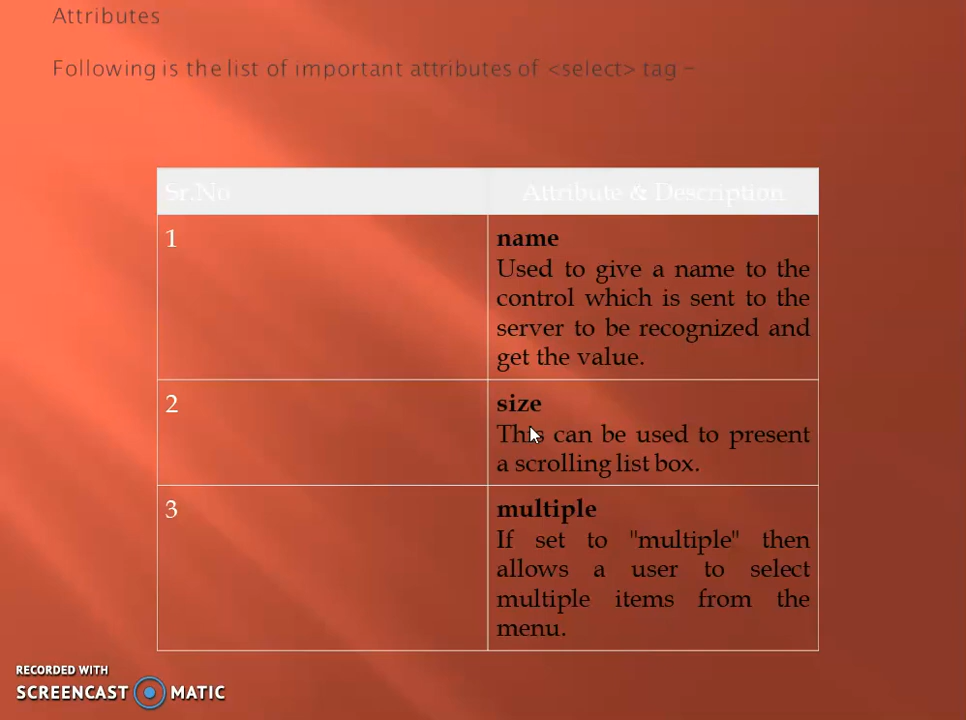 Attributes
Following is the list of important attributes of <select> tag –
Sr.No
Attribute & Description
1
name
Used to give a name to the
control which is sent to the
server to be recognized and
get the value.
2
size
This can be used to present
a scrolling list box.
3
multiple
If set to "multiple" then
allows a user to select
multiple items from the
menu.
RECORDED WITH
SCREENCAST MATIC